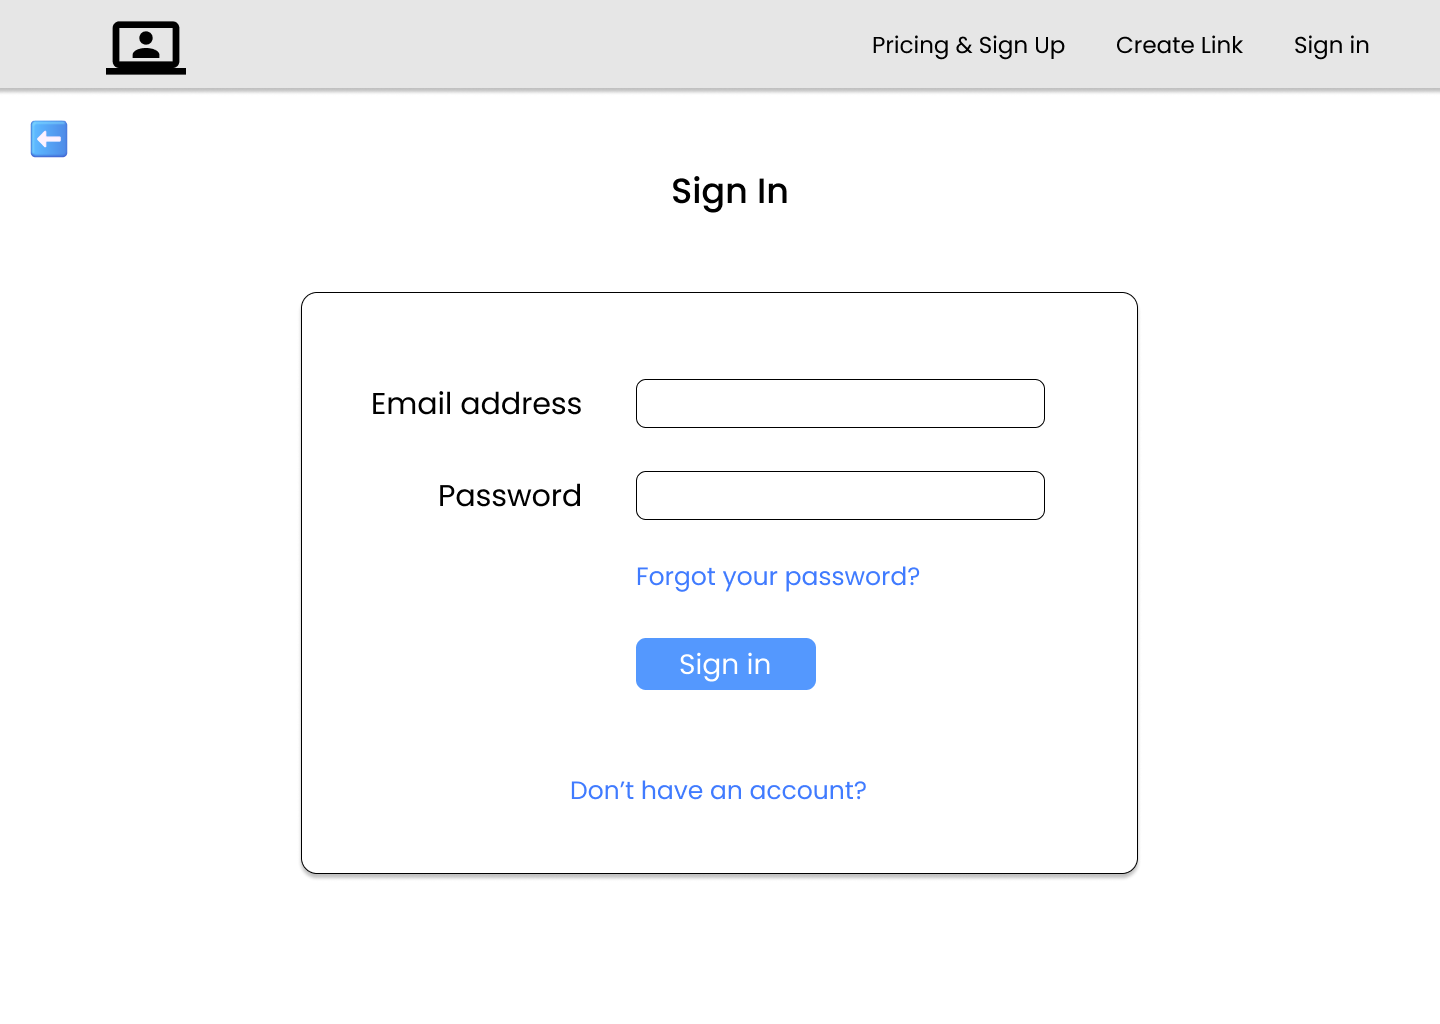 Pricing & Sign Up
Create Link
Sign in
Sign In
Email address
Password
Forgot your password?
Sign in
Don’t have an account?